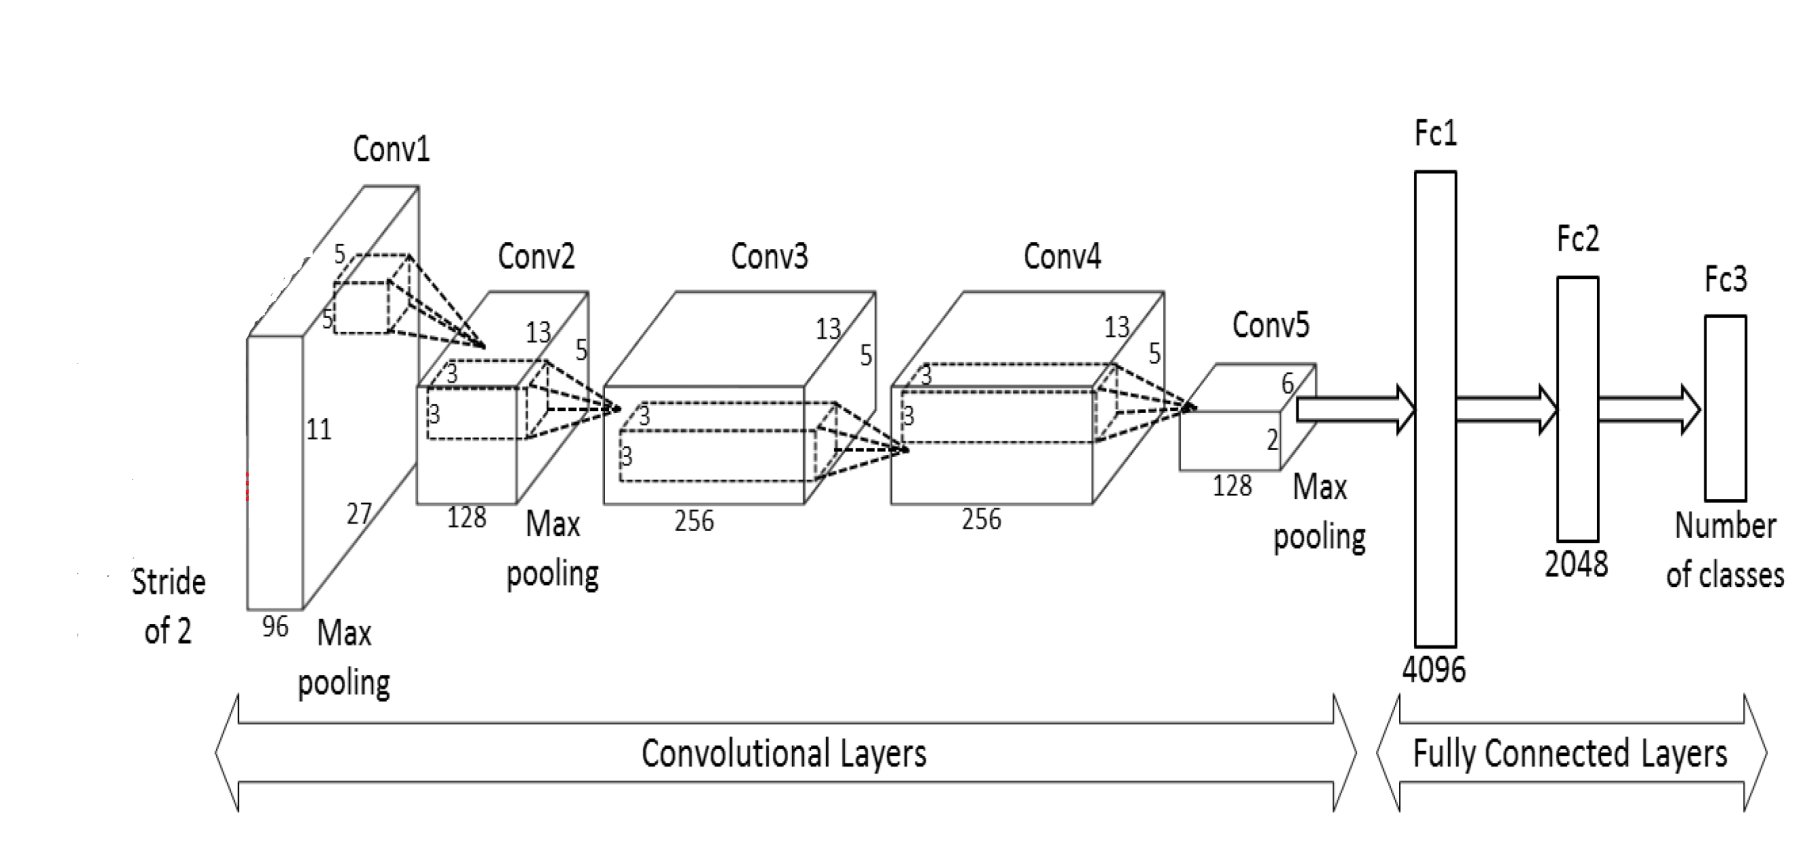 Conv1
Conv2
Conv3
Conv4
Conv5
Fc1
Fc2
Fc3
5
5
11
27
96
Stride
of 2
Max
pooling
13
5
3
3
128
Max
pooling
13
5
3
3
256
13
5
3
3
256
6
2
128
Max
pooling
4096
2048
Number
of classes
Convolutional Layers
Fully Connected Layers